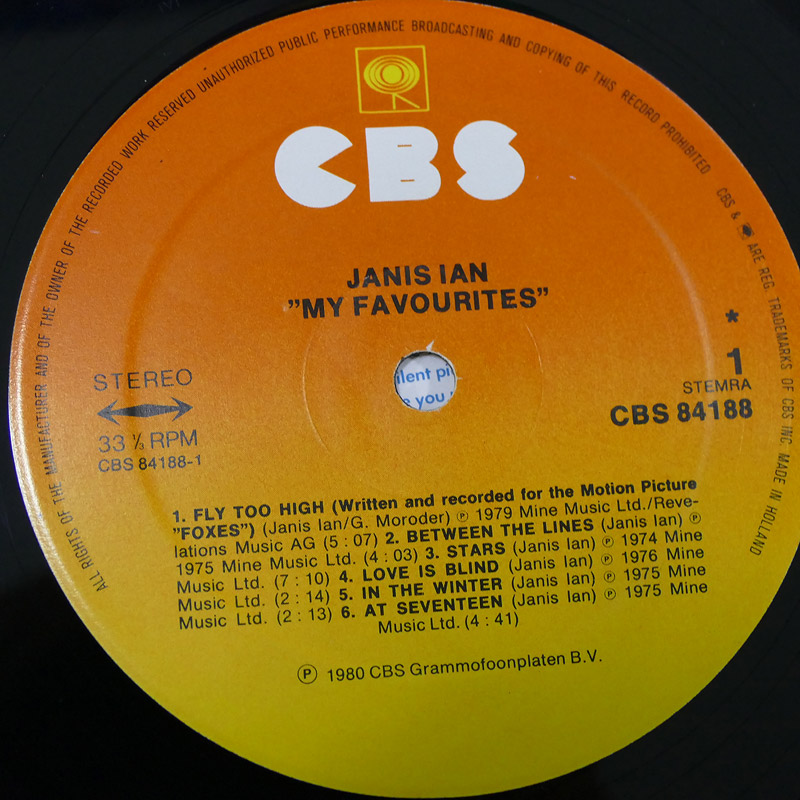 ALL RIGHTS OF THE MANUFACTURER AND OF THE OWNER OF THE RECORDED WORK RESERVED UNAUTHORIZED PUBLIC PERFORMANCE BROADCASTING AND COPYING OF THIS RECORD PROHIBITED
CBS & ARE REG. TRADEMARKS OF CBS INC. MADE IN HOLLAND
CBS
JANIS IAN
"MY FAVOURITES"
STEREO
33 ⅓ RPM
CBS 84188-1
*
1
STEMRA
CBS 84188
ilent pi
you
1. FLY TOO HIGH (Written and recorded for the Motion Picture
"FOXES") (Janis Ian/G. Moroder) ℗ 1979 Mine Music Ltd./Reve-
lations Music AG (5 : 07) 2. BETWEEN THE LINES (Janis Ian) ℗
1975 Mine Music Ltd. (4 : 03) 3. STARS (Janis Ian) ℗ 1974 Mine
Music Ltd. (7 : 10) 4. LOVE IS BLIND (Janis Ian) ℗ 1976 Mine
Music Ltd. (2 : 14) 5. IN THE WINTER (Janis Ian) ℗ 1975 Mine
Music Ltd. (2 : 13) 6. AT SEVENTEEN (Janis Ian) ℗ 1975 Mine
Music Ltd. (4 : 41)
℗ 1980 CBS Grammofoonplaten B.V.